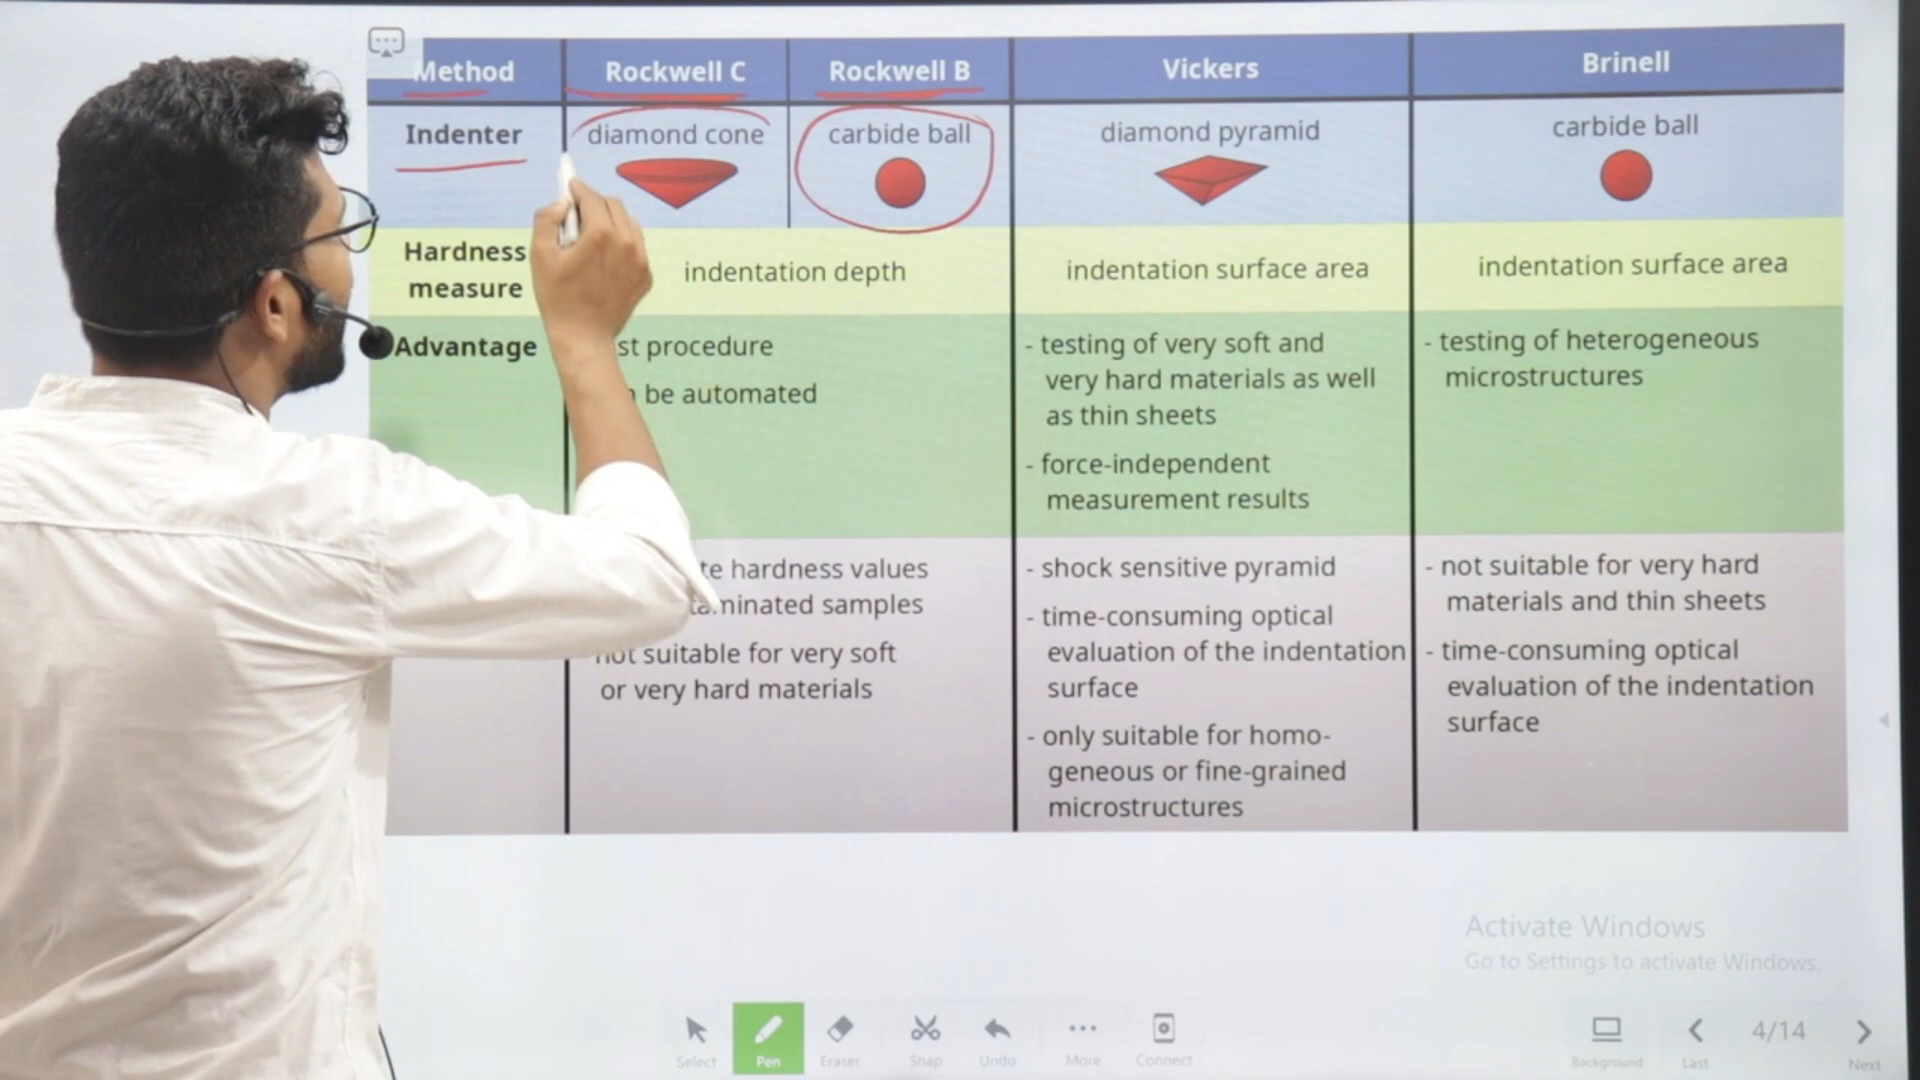 Method Rockwell C Rockwell B Vickers Brinell
Indenter diamond cone carbide ball diamond pyramid carbide ball
Hardness
measure
indentation depth
indentation surface area
indentation surface area
Advantage
procedure
be automated
- testing of very soft and
very hard materials as well
as thin sheets
- force-independent
measurement results
- testing of heterogeneous
microstructures
hardness values
samples
not suitable for very soft
or very hard materials
- shock sensitive pyramid
- time-consuming optical
evaluation of the indentation
surface
- only suitable for homo-
geneous or fine-grained
microstructures
- not suitable for very hard
materials and thin sheets
- time-consuming optical
evaluation of the indentation
surface
Activate Windows
Go to Settings to activate Windows.
Select Pen Eraser Snap Undo More Connect Background Last 4/14 Next